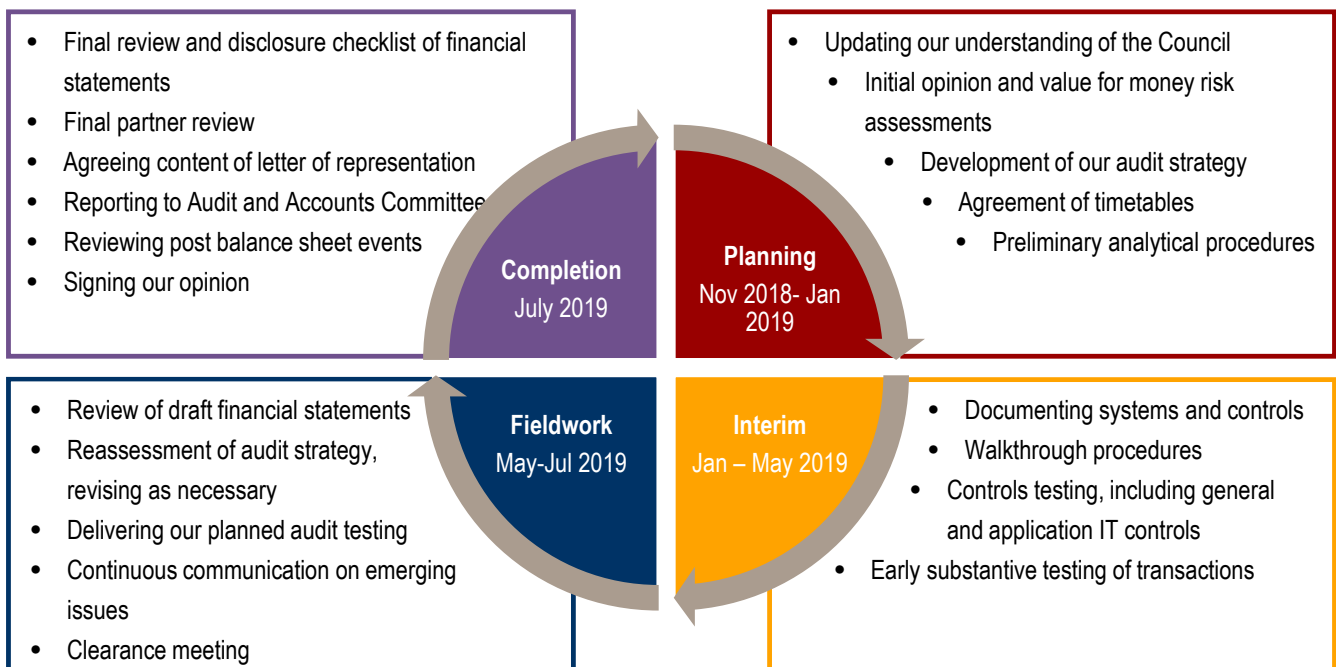 • Final review and disclosure checklist of financial
statements
• Final partner review
• Agreeing content of letter of representation
• Reporting to Audit and Accounts Committee
• Reviewing post balance sheet events
• Signing our opinion
Completion
July 2019
• Updating our understanding of the Council
• Initial opinion and value for money risk
assessments
• Development of our audit strategy
• Agreement of timetables
• Preliminary analytical procedures
Planning
Nov 2018- Jan
2019
• Review of draft financial statements
• Reassessment of audit strategy,
revising as necessary
• Delivering our planned audit testing
• Continuous communication on emerging
issues
• Clearance meeting
Fieldwork
May-Jul 2019
Interim
Jan – May 2019
• Documenting systems and controls
• Walkthrough procedures
• Controls testing, including general
and application IT controls
• Early substantive testing of transactions